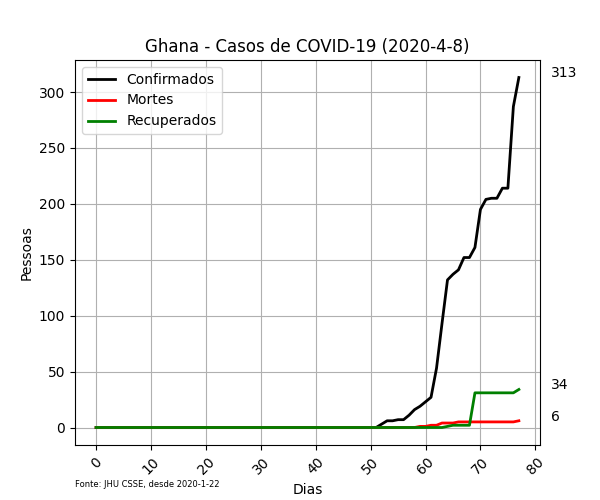 Ghana - Casos de COVID-19 (2020-4-8)
Confirmados
Mortes
Recuperados
313
34
6
300
250
200
150
100
50
0
Pessoas
0 10 20 30 40 50 60 70 80
Fonte: JHU CSSE, desde 2020-1-22
Dias